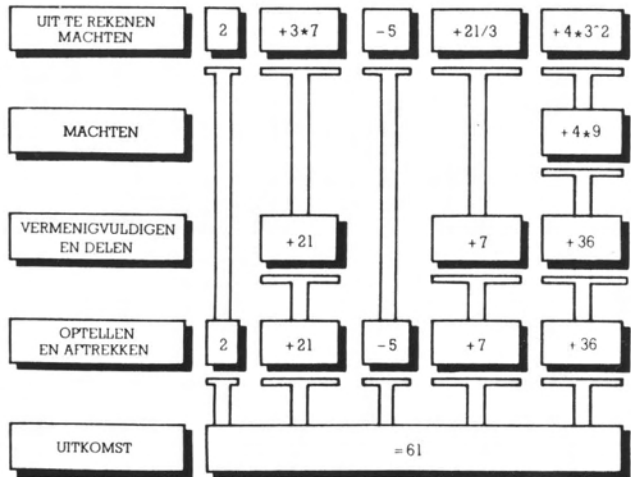 UIT TE REKENEN
MACHTEN
2
+3*7
-5
+21/3
+4*3^2
MACHTEN
+4*9
VERMENIGVULDIGEN
EN DELEN
+21
+7
+36
OPTELLEN
EN AFTREKKEN
2
+21
-5
+7
+36
UITKOMST
=61